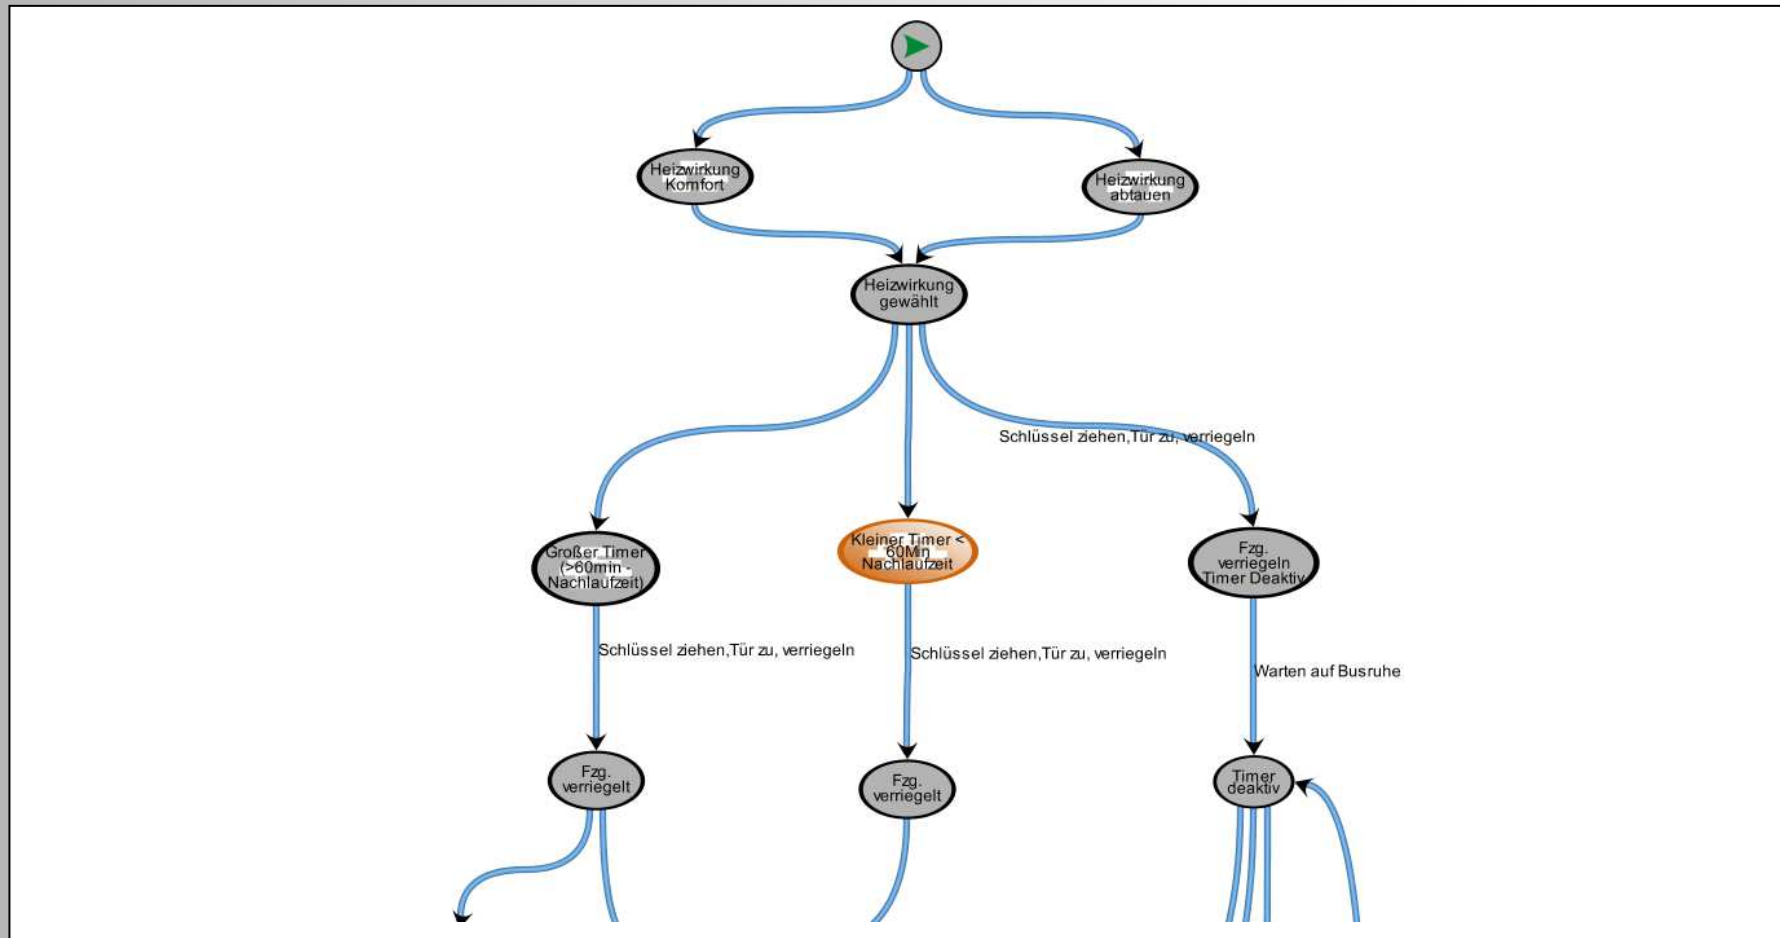 Heizwirkung
Komfort
Heizwirkung
abtauen
Heizwirkung
gewählt
Schlüssel ziehen,Tür zu, verriegeln
Großer Timer
(>60min -
Nachlaufzeit)
Kleiner Timer <
60Min
Nachlaufzeit
Fzg.
verriegeln
Timer Deaktiv
Schlüssel ziehen,Tür zu, verriegeln
Schlüssel ziehen,Tür zu, verriegeln
Warten auf Busruhe
Fzg.
verriegelt
Fzg.
verriegelt
Timer
deaktiv